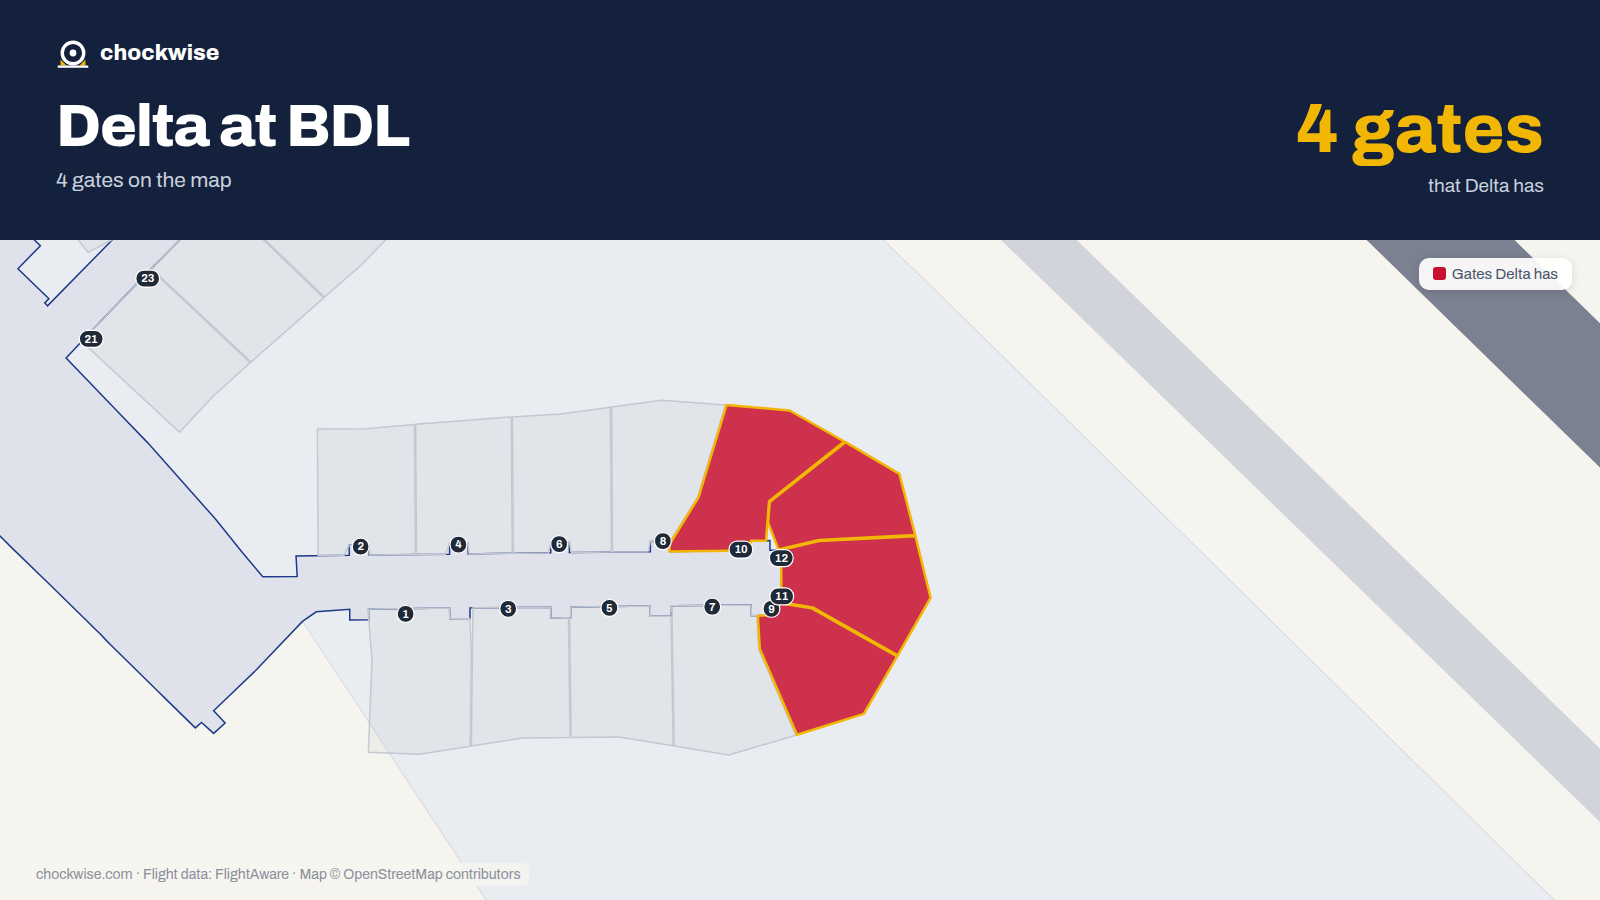 chockwise
Delta at BDL
4 gates on the map
4 gates
that Delta has
Gates Delta has
23
21
2
4
6
8
10
12
11
9
1
3
5
7
chockwise.com · Flight data: FlightAware · Map © OpenStreetMap contributors